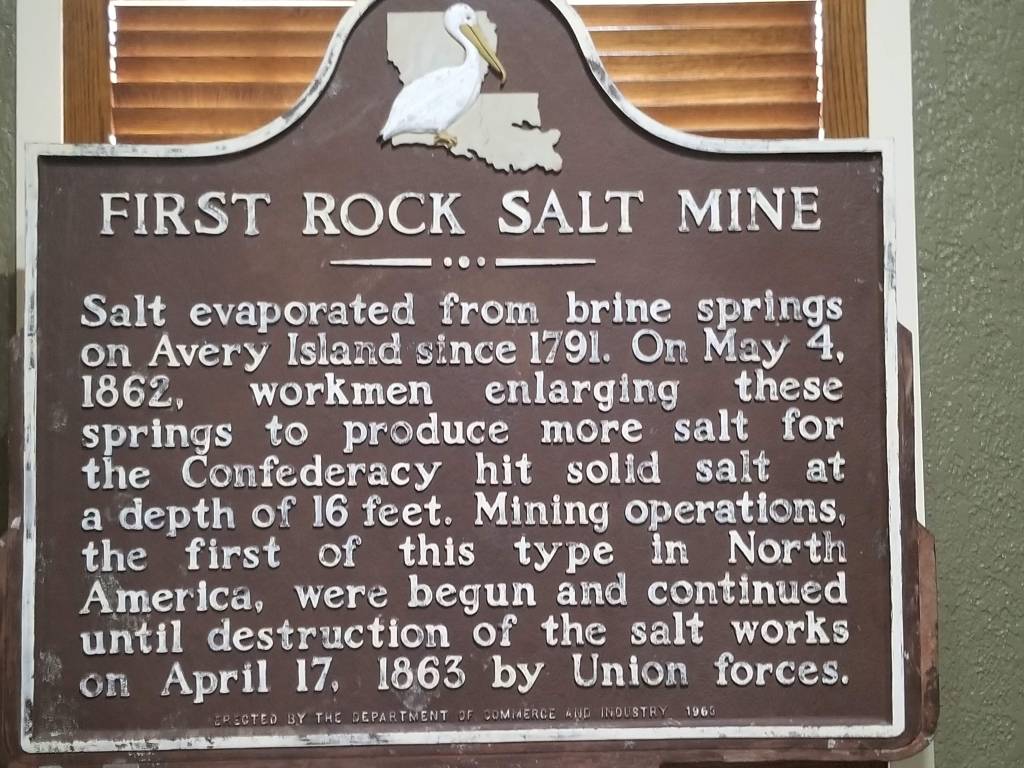 FIRST ROCK SALT MINE
Salt evaporated from brine springs
on Avery Island since 1791. On May 4,
1862, workmen enlarging these
springs to produce more salt for
the Confederacy hit solid salt at
a depth of 16 feet. Mining operations,
the first of this type in North
America, were begun and continued
until destruction of the salt works
on April 17, 1863 by Union forces.
ERECTED BY THE DEPARTMENT OF COMMERCE AND INDUSTRY